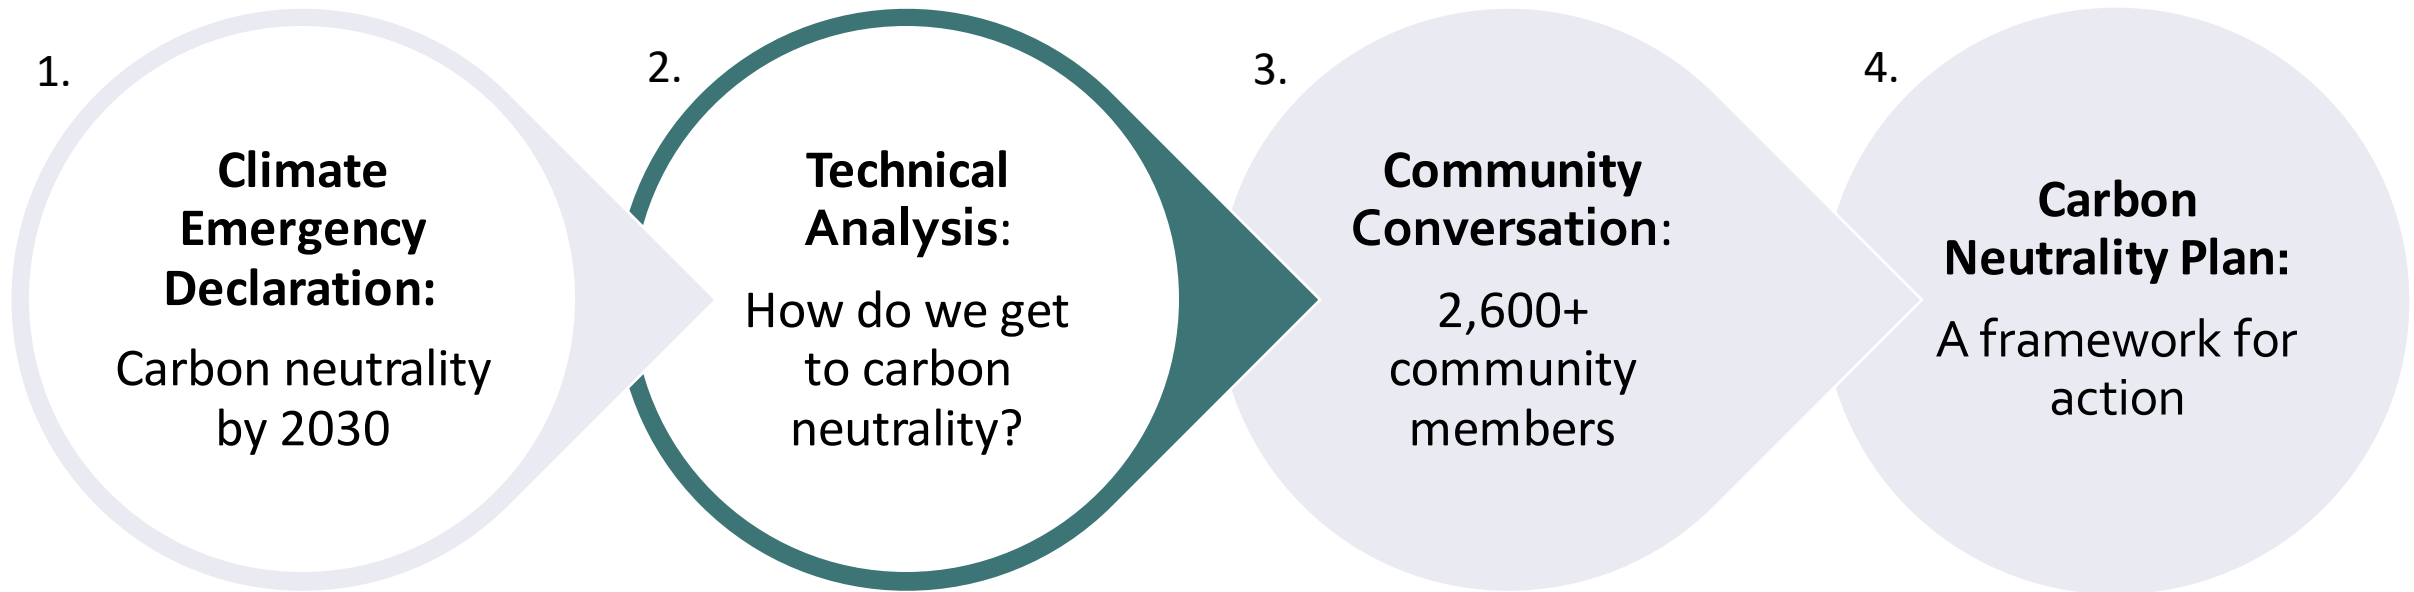 1.
Climate
Emergency
Declaration:
Carbon neutrality
by 2030
2.
Technical
Analysis:
How do we get
to carbon
neutrality?
3.
Community
Conversation:
2,600+
community
members
4.
Carbon
Neutrality Plan:
A framework for
action